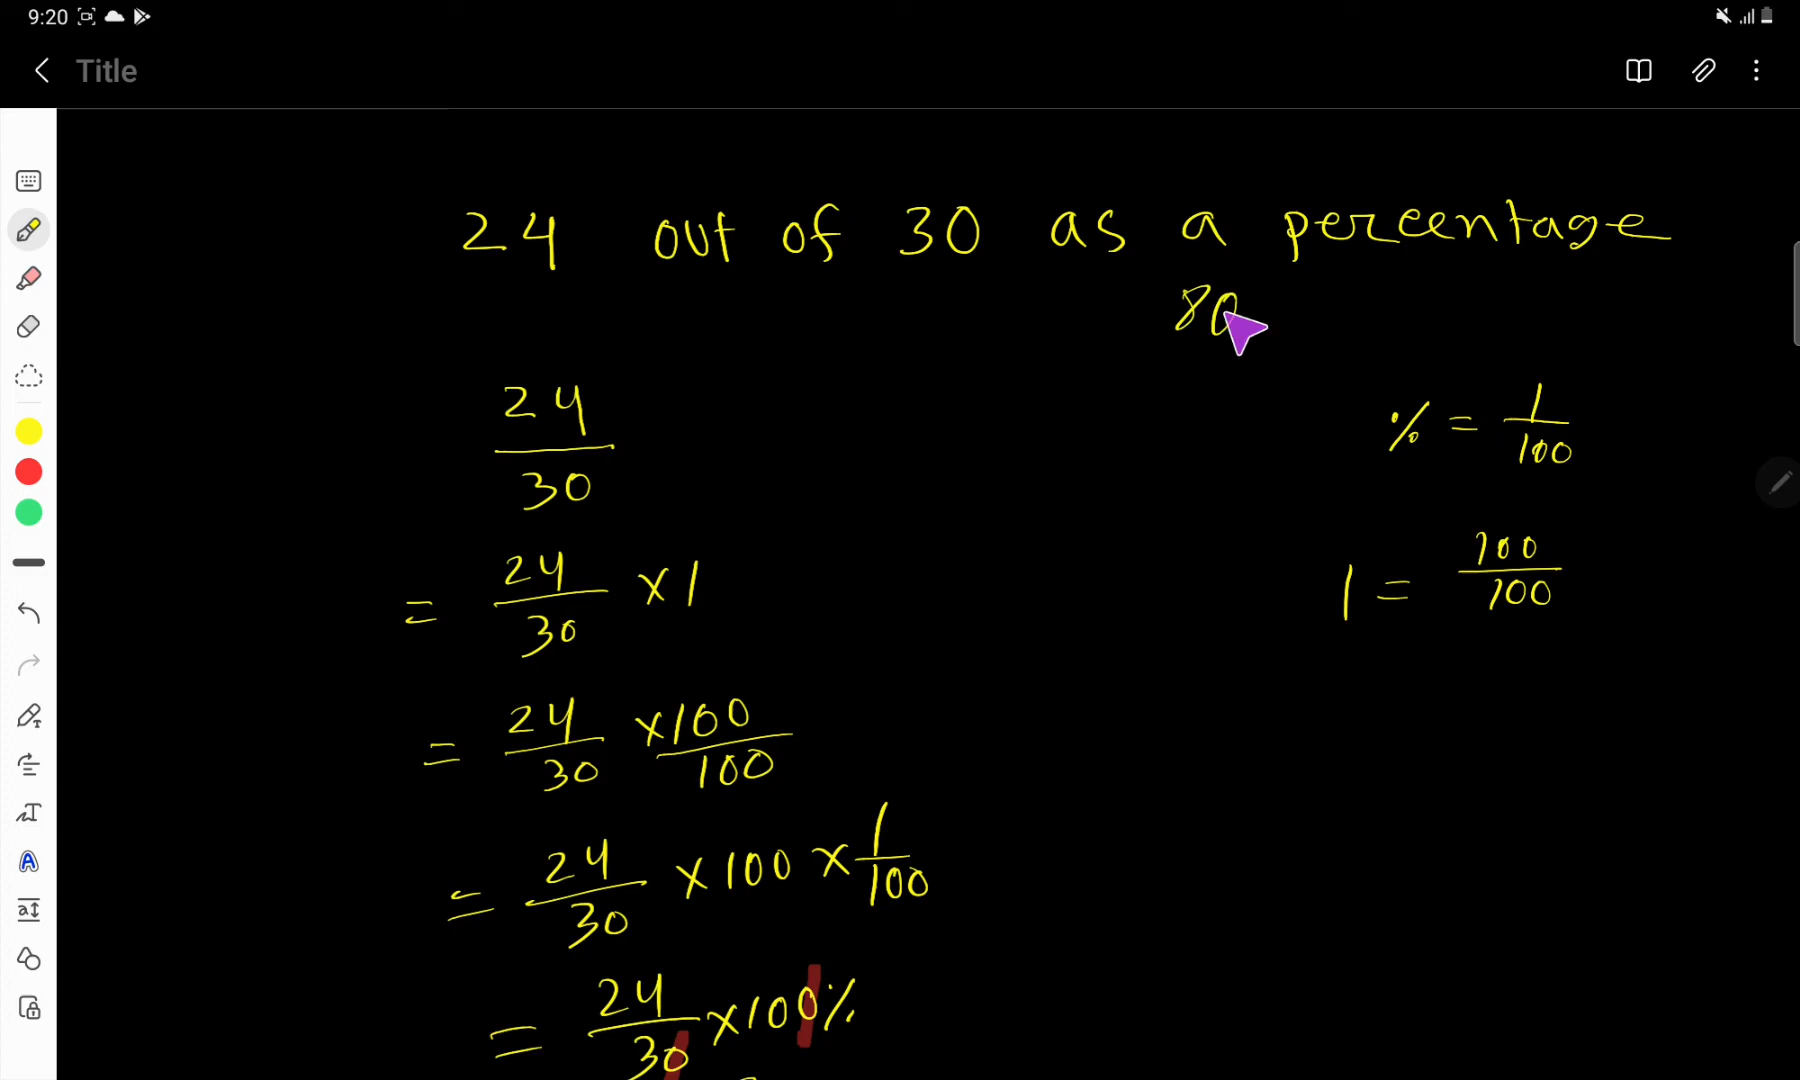 9:20
Title
24 out of 30 as a percentage
80
24/30
% = 1/100
= 24/30 × 1
1 = 100/100
= 24/30 × 100/100
= 24/30 × 100 × 1/100
= 24/30 × 100%